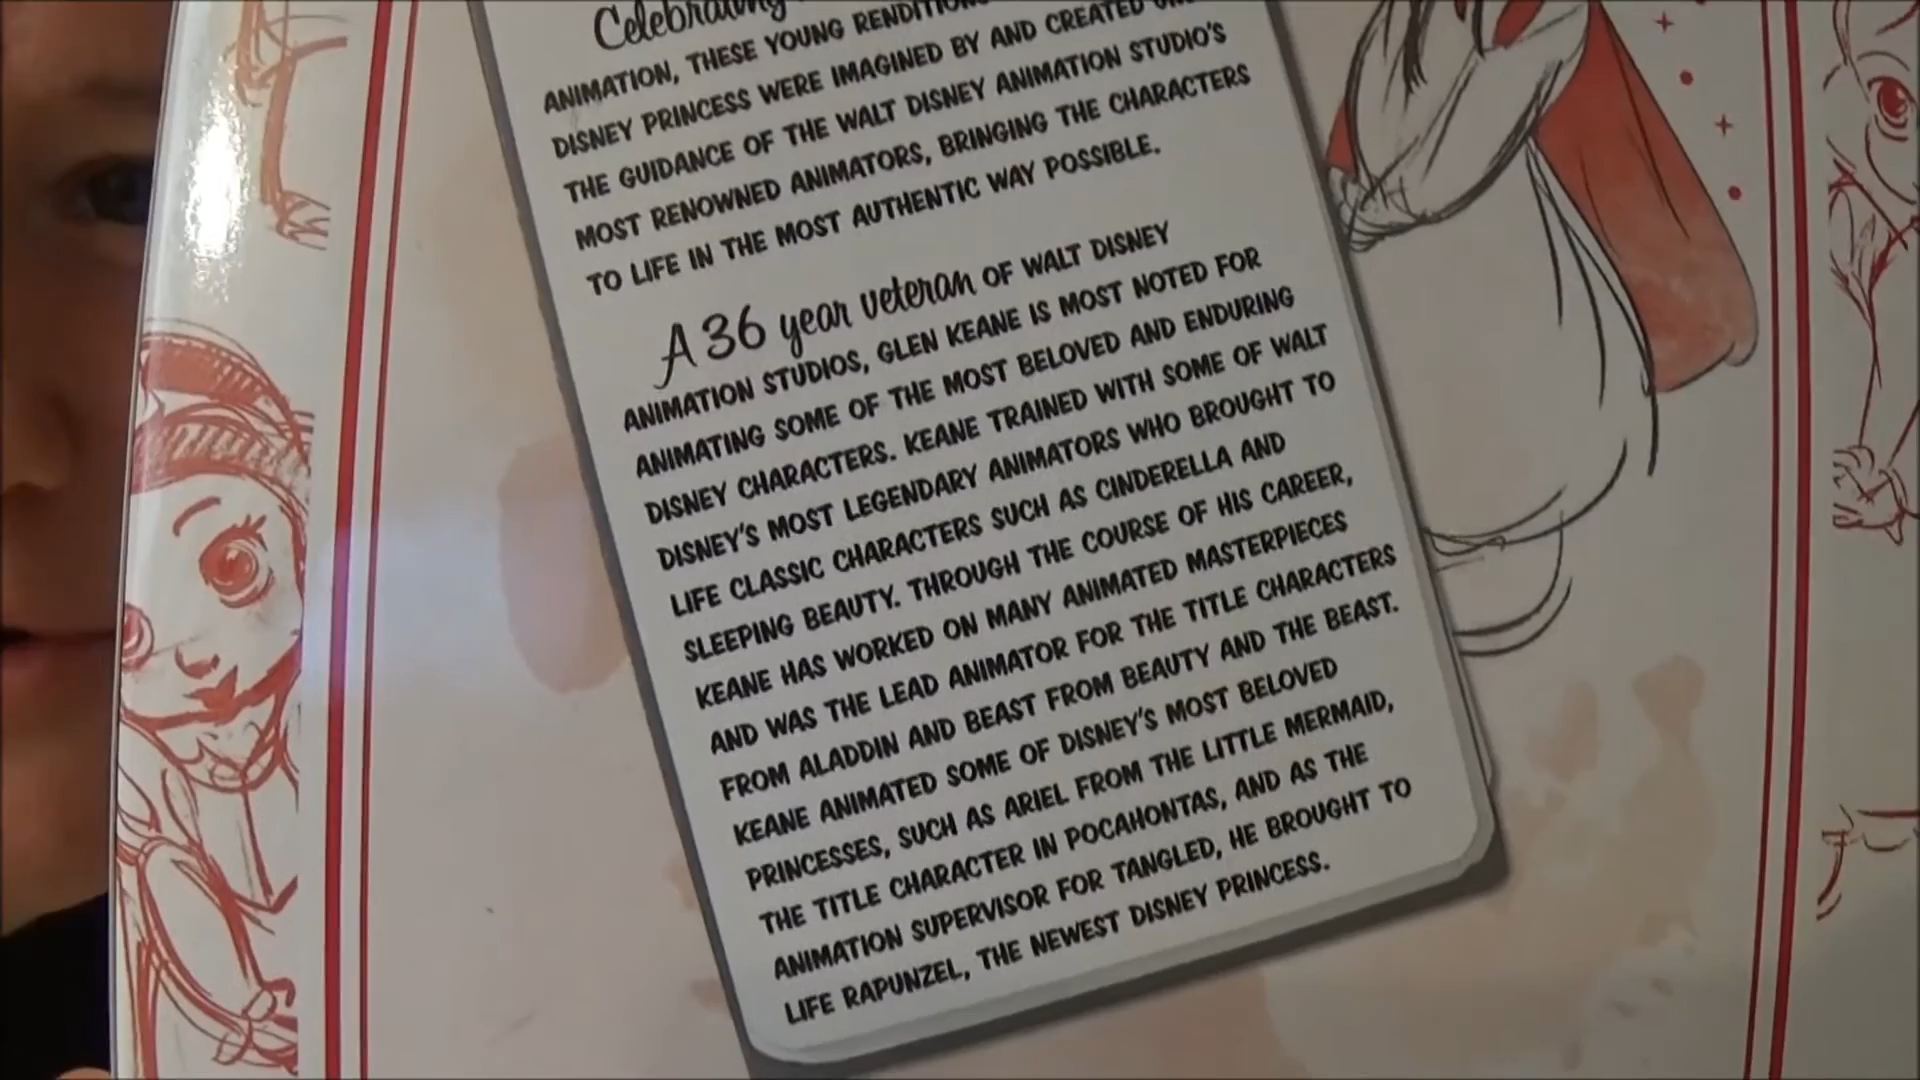 Celebrating
ANIMATION, THESE YOUNG
DISNEY PRINCESS WERE IMAGINED BY AND CREATED
THE GUIDANCE OF THE WALT DISNEY ANIMATION STUDIO'S
MOST RENOWNED ANIMATORS, BRINGING THE CHARACTERS
TO LIFE IN THE MOST AUTHENTIC WAY POSSIBLE.
A 36 year veteran OF WALT DISNEY
ANIMATION STUDIOS, GLEN KEANE IS MOST NOTED FOR
ANIMATING SOME OF THE MOST BELOVED AND ENDURING
DISNEY CHARACTERS. KEANE TRAINED WITH SOME OF WALT
DISNEY'S MOST LEGENDARY ANIMATORS WHO BROUGHT TO
LIFE CLASSIC CHARACTERS SUCH AS CINDERELLA AND
SLEEPING BEAUTY. THROUGH THE COURSE OF HIS CAREER,
KEANE HAS WORKED ON MANY ANIMATED MASTERPIECES
AND WAS THE LEAD ANIMATOR FOR THE TITLE CHARACTERS
FROM ALADDIN AND BEAST FROM BEAUTY AND THE BEAST.
KEANE ANIMATED SOME OF DISNEY'S MOST BELOVED
PRINCESSES, SUCH AS ARIEL FROM THE LITTLE MERMAID,
THE TITLE CHARACTER IN POCAHONTAS, AND AS THE
ANIMATION SUPERVISOR FOR TANGLED, HE BROUGHT TO
LIFE RAPUNZEL, THE NEWEST DISNEY PRINCESS.